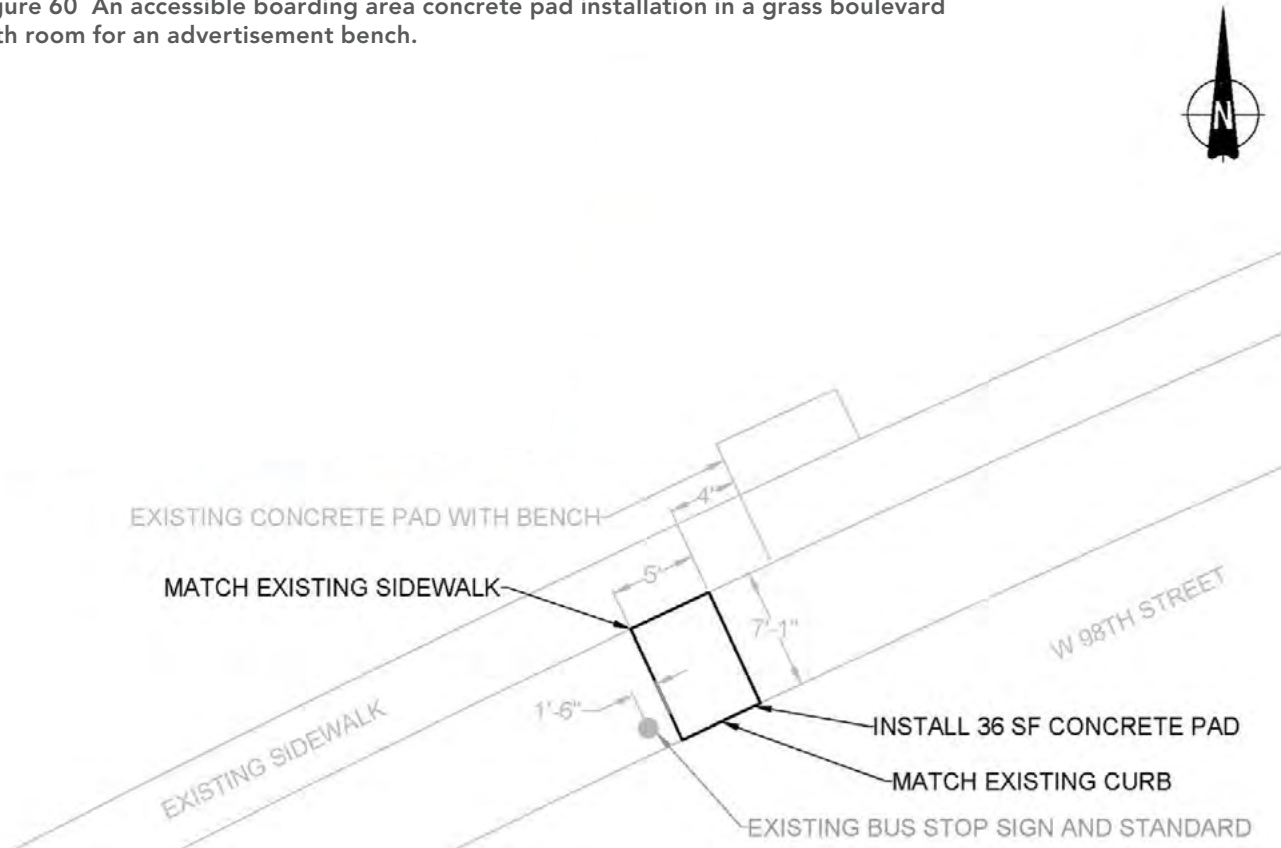 gure 60 An accessible boarding area concrete pad installation in a grass boulevard
th room for an advertisement bench.
N
4'
EXISTING CONCRETE PAD WITH BENCH
5'
MATCH EXISTING SIDEWALK
7'-1"
W 98TH STREET
1'-6"
EXISTING SIDEWALK
INSTALL 36 SF CONCRETE PAD
MATCH EXISTING CURB
EXISTING BUS STOP SIGN AND STANDARD